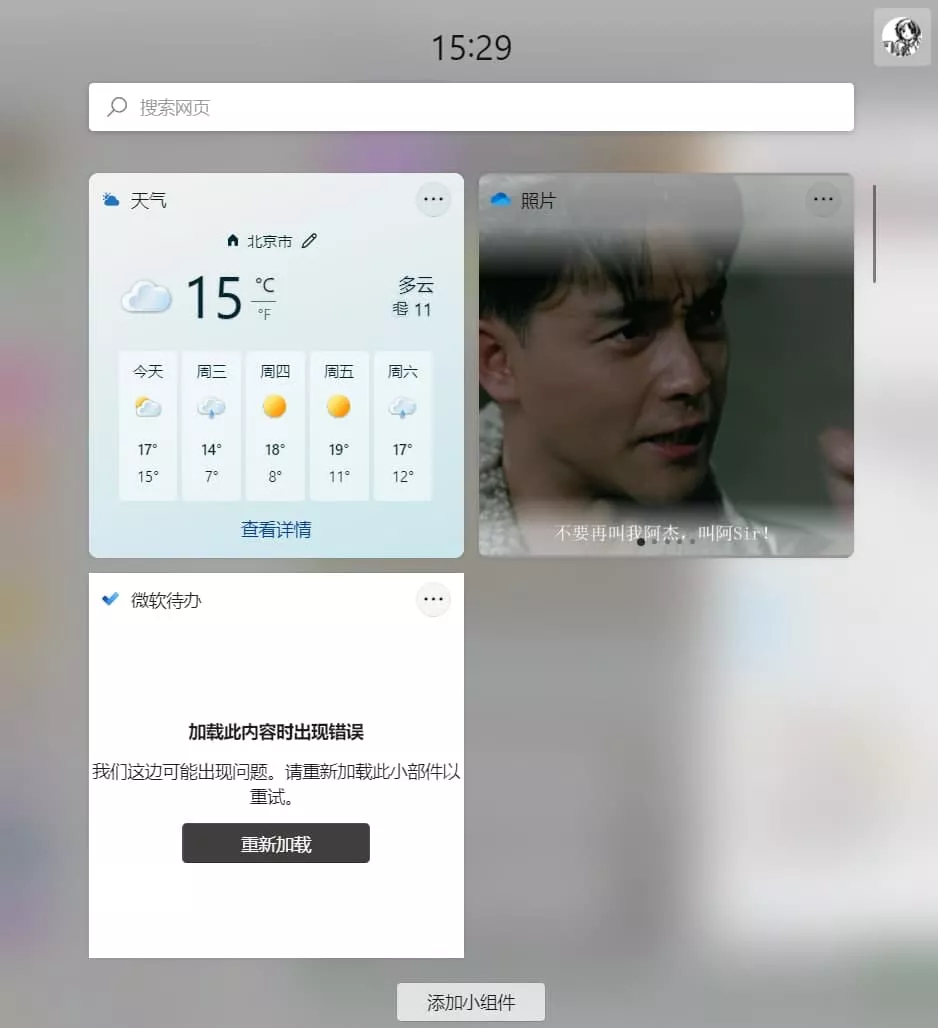 15:29
搜索网页
天气
北京市
15 °C
°F
多云
11
今天 周三 周四 周五 周六
17° 14° 18° 19° 17°
15° 7° 8° 11° 12°
查看详情
照片
不要再叫我阿杰，叫阿Sir！
微软待办
加载此内容时出现错误
我们这边可能出现问题。请重新加载此小部件以
重试。
重新加载
添加小组件